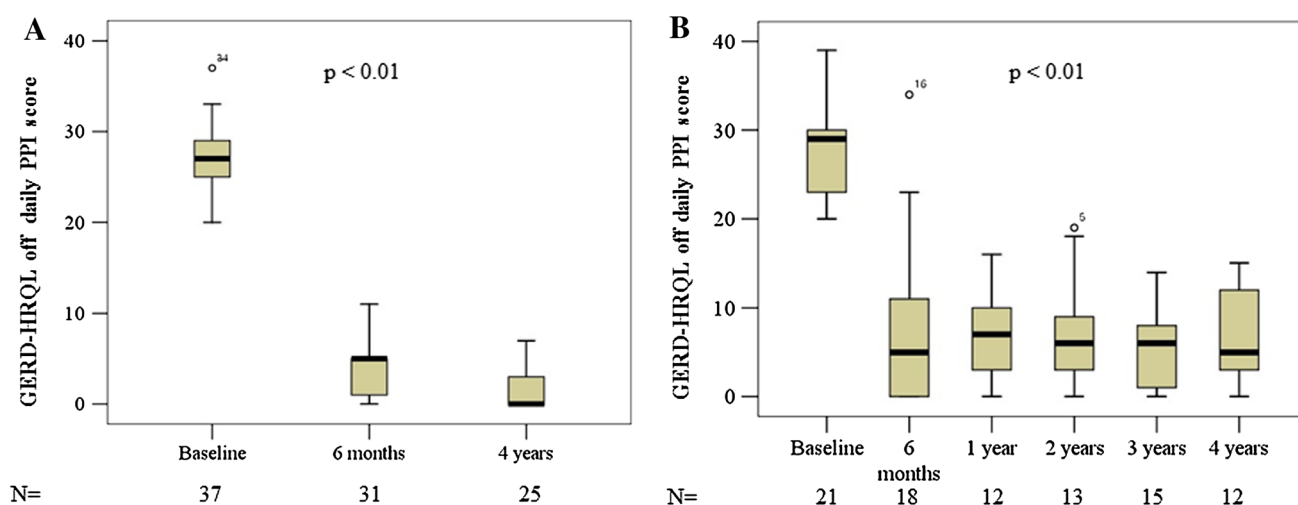 A
GERD-HRQL off daily PPI score
40
30
20
10
0
34
p < 0.01
Baseline 6 months 4 years
N= 37 31 25
B
GERD-HRQL off daily PPI score
40
30
20
10
0
16
5
p < 0.01
Baseline 6 months 1 year 2 years 3 years 4 years
N= 21 18 12 13 15 12